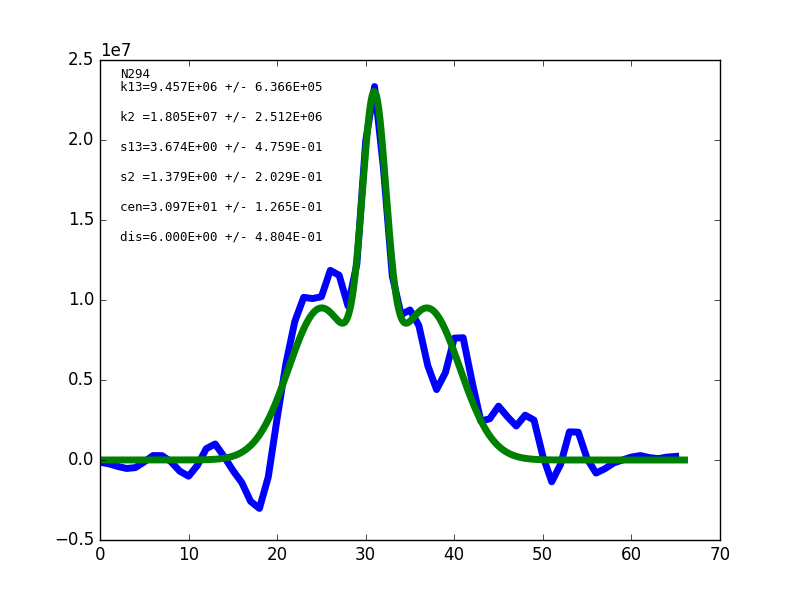 1e7
N294
k13=9.457E+06 +/- 6.366E+05
k2 =1.805E+07 +/- 2.512E+06
s13=3.674E+00 +/- 4.759E-01
s2 =1.379E+00 +/- 2.029E-01
cen=3.097E+01 +/- 1.265E-01
dis=6.000E+00 +/- 4.804E-01
2.5
2.0
1.5
1.0
0.5
0.0
−0.5
0 10 20 30 40 50 60 70